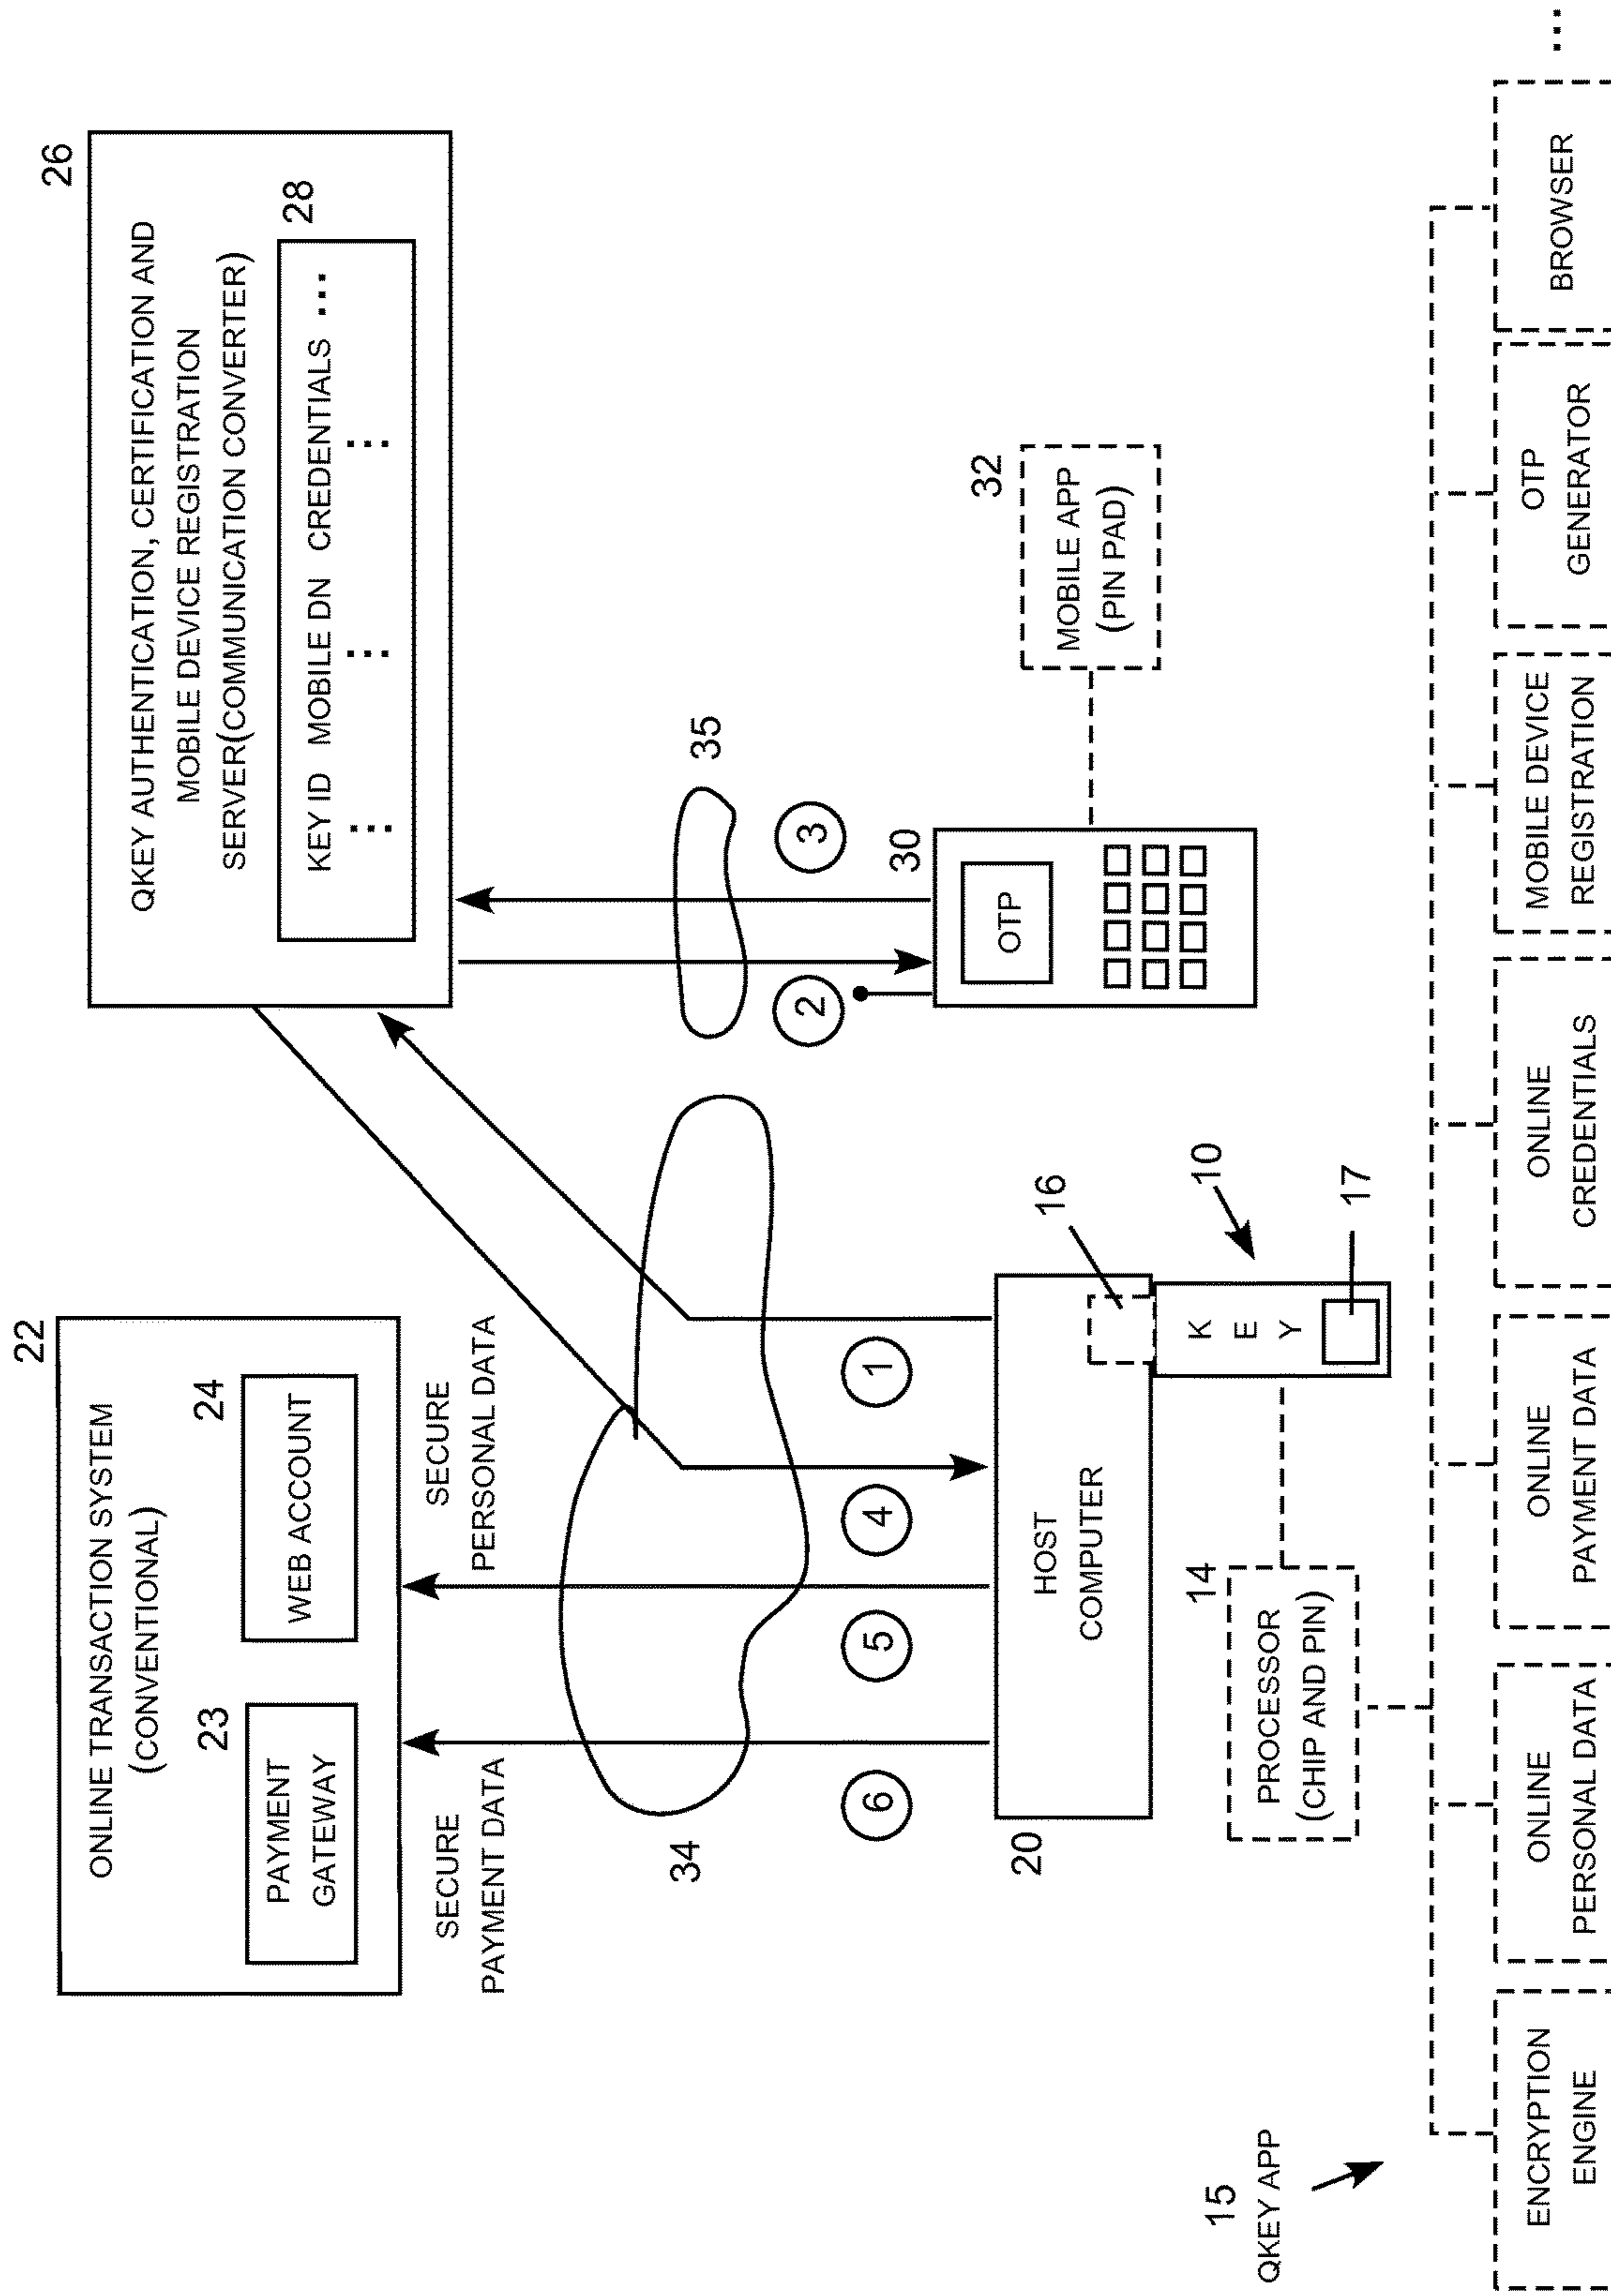 22
ONLINE TRANSACTION SYSTEM
(CONVENTIONAL)
23
PAYMENT
GATEWAY
24
WEB ACCOUNT
26
QKEY AUTHENTICATION, CERTIFICATION AND
MOBILE DEVICE REGISTRATION
SERVER(COMMUNICATION CONVERTER)
28
KEY ID MOBILE DN CREDENTIALS ...
... ... ...
SECURE
PAYMENT DATA
SECURE
PERSONAL DATA
34
35
6
5
4
1
2
3
20
HOST
COMPUTER
16
30
OTP
32
MOBILE APP
(PIN PAD)
10
K
E
Y
17
14
PROCESSOR
(CHIP AND PIN)
15
QKEY APP
ENCRYPTION
ENGINE
ONLINE
PERSONAL DATA
ONLINE
PAYMENT DATA
ONLINE
CREDENTIALS
MOBILE DEVICE
REGISTRATION
OTP
GENERATOR
BROWSER
...